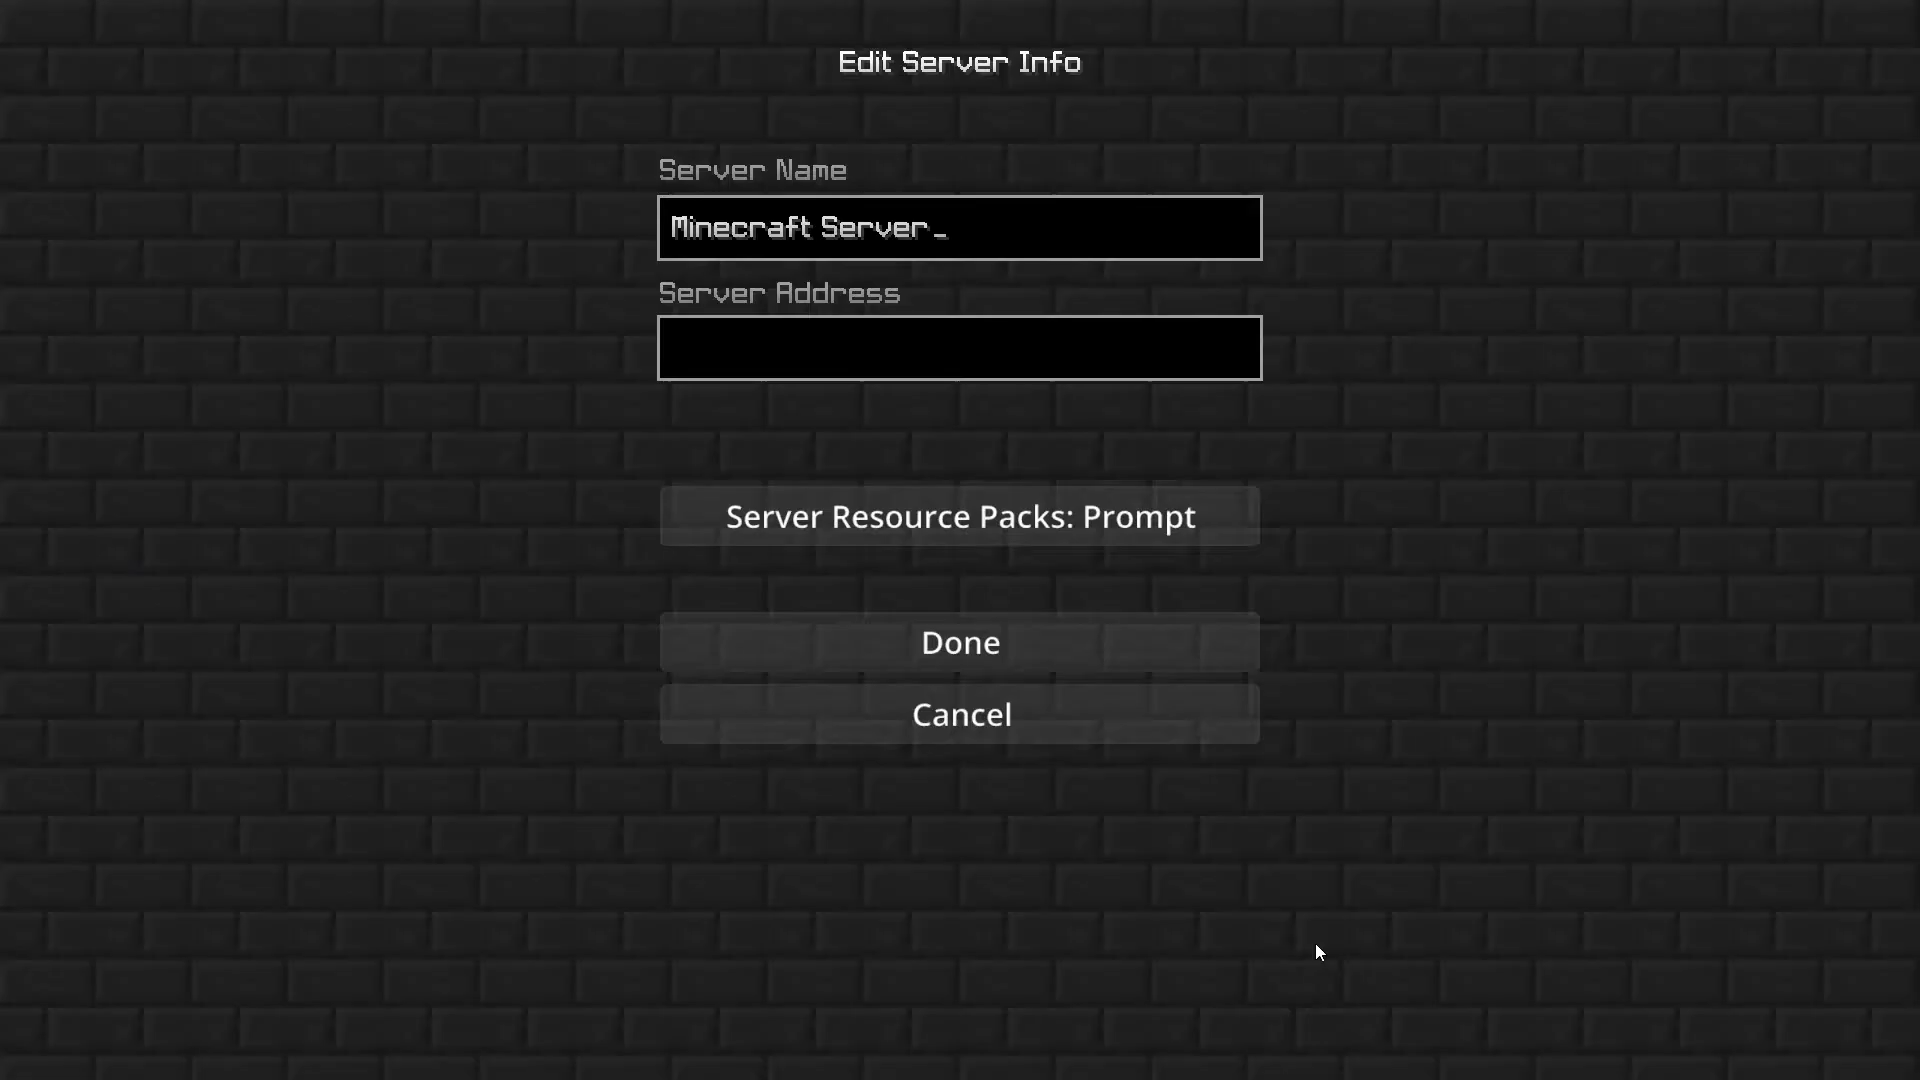 Edit Server Info
Server Name
Minecraft Server_
Server Address
Server Resource Packs: Prompt
Done
Cancel